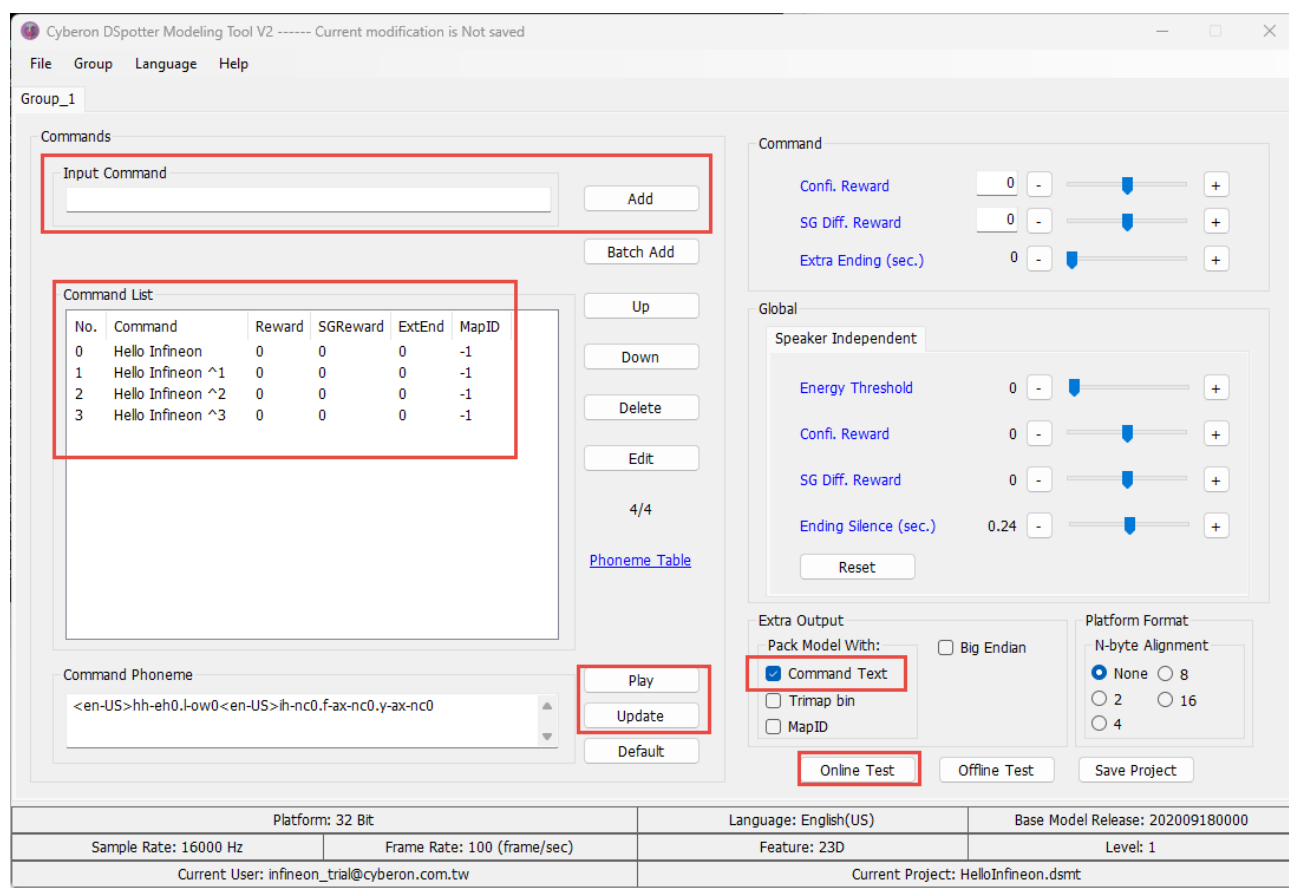 Cyberon DSpotter Modeling Tool V2 ------ Current modification is Not saved
File Group Language Help
Group_1
Commands
Input Command
Add
Batch Add
Command List
No. Command Reward SGReward ExtEnd MapID
0 Hello Infineon 0 0 0 -1
1 Hello Infineon ^1 0 0 0 -1
2 Hello Infineon ^2 0 0 0 -1
3 Hello Infineon ^3 0 0 0 -1
Up
Down
Delete
Edit
4/4
Phoneme Table
Command Phoneme
<en-US>hh-eh0.l-ow0<en-US>ih-nc0.f-ax-nc0.y-ax-nc0
Play
Update
Default
Command
Confi. Reward 0 - +
SG Diff. Reward 0 - +
Extra Ending (sec.) 0 - +
Global
Speaker Independent
Energy Threshold 0 - +
Confi. Reward 0 - +
SG Diff. Reward 0 - +
Ending Silence (sec.) 0.24 - +
Reset
Extra Output
Pack Model With:
Command Text
Trimap bin
MapID
Big Endian
Platform Format
N-byte Alignment
None 8
2 16
4
Online Test Offline Test Save Project
Platform: 32 Bit Language: English(US) Base Model Release: 202009180000
Sample Rate: 16000 Hz Frame Rate: 100 (frame/sec) Feature: 23D Level: 1
Current User: infineon_trial@cyberon.com.tw Current Project: HelloInfineon.dsmt